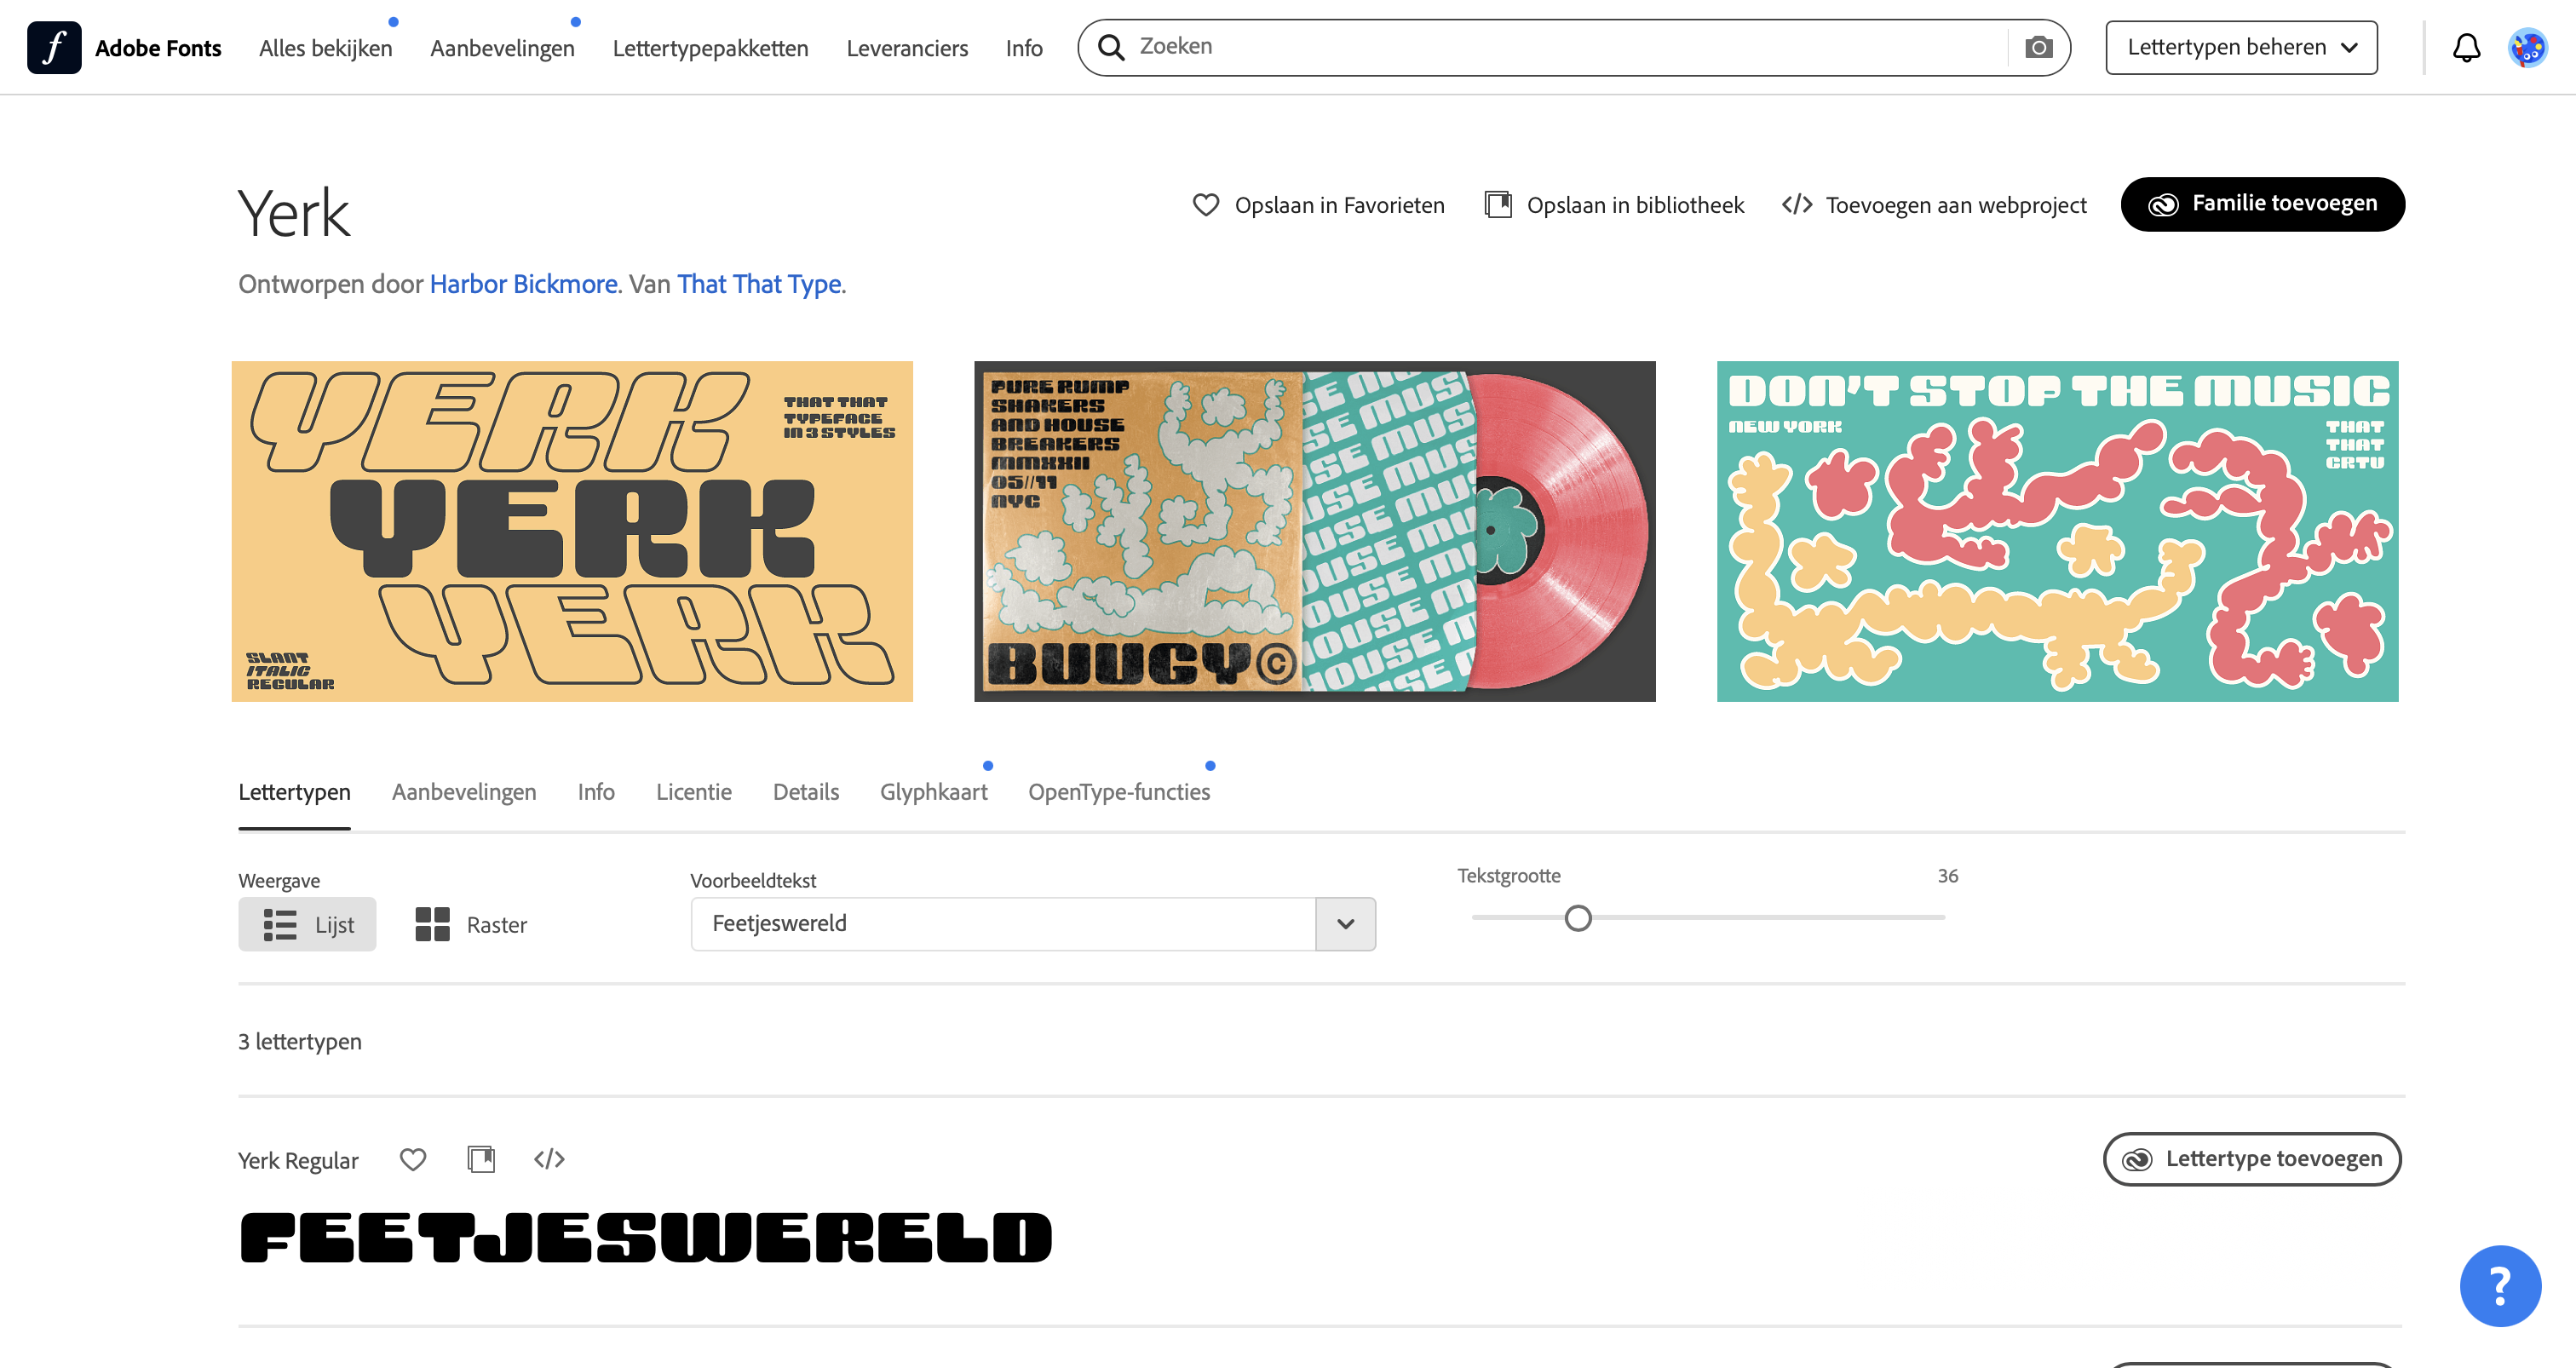 f Adobe Fonts Alles bekijken Aanbevelingen Lettertypepakketten Leveranciers Info Zoeken Lettertypen beheren
Yerk
Opslaan in Favorieten Opslaan in bibliotheek Toevoegen aan webproject Familie toevoegen
Ontworpen door Harbor Bickmore. Van That That Type.
YERK
THAT THAT
TYPEFACE
IN 3 STYLES
YERK
YERK
SLANT
ITALIC
REGULAR
PURE RUMP
SHAKERS
AND HOUSE
BREAKERS
MMXXII
05//11
NYC
BUUGY©
DON'T STOP THE MUSIC
NEW YORK
THAT
THAT
CRTU
Lettertypen Aanbevelingen Info Licentie Details Glyphkaart OpenType-functies
Weergave
Lijst Raster
Voorbeeldtekst
Feetjeswereld
Tekstgrootte 36
3 lettertypen
Yerk Regular </> Lettertype toevoegen
FEETJESWERELD
?